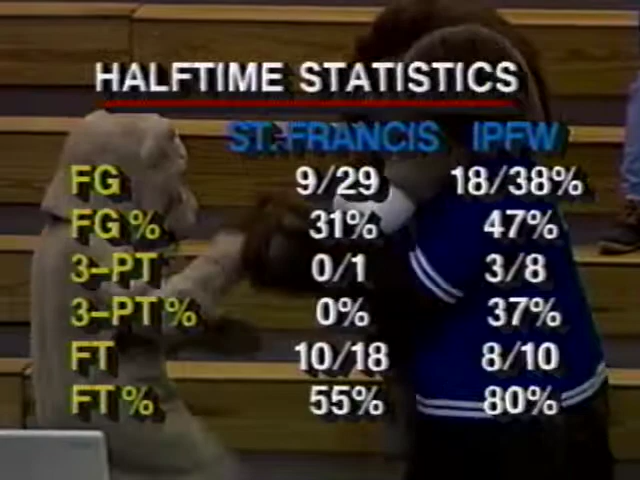 HALFTIME STATISTICS
ST. FRANCIS IPFW
FG 9/29 18/38%
FG% 31% 47%
3-PT 0/1 3/8
3-PT% 0% 37%
FT 10/18 8/10
FT% 55% 80%